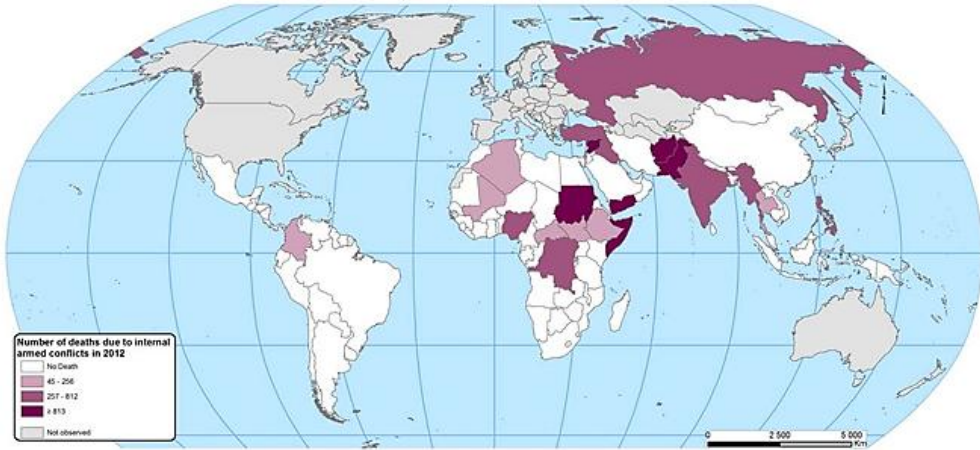 N
Number of deaths due to internal
armed conflicts in 2012
No Death
45 - 256
257 - 812
≥ 813
Not observed
0 2 500 5 000
Km